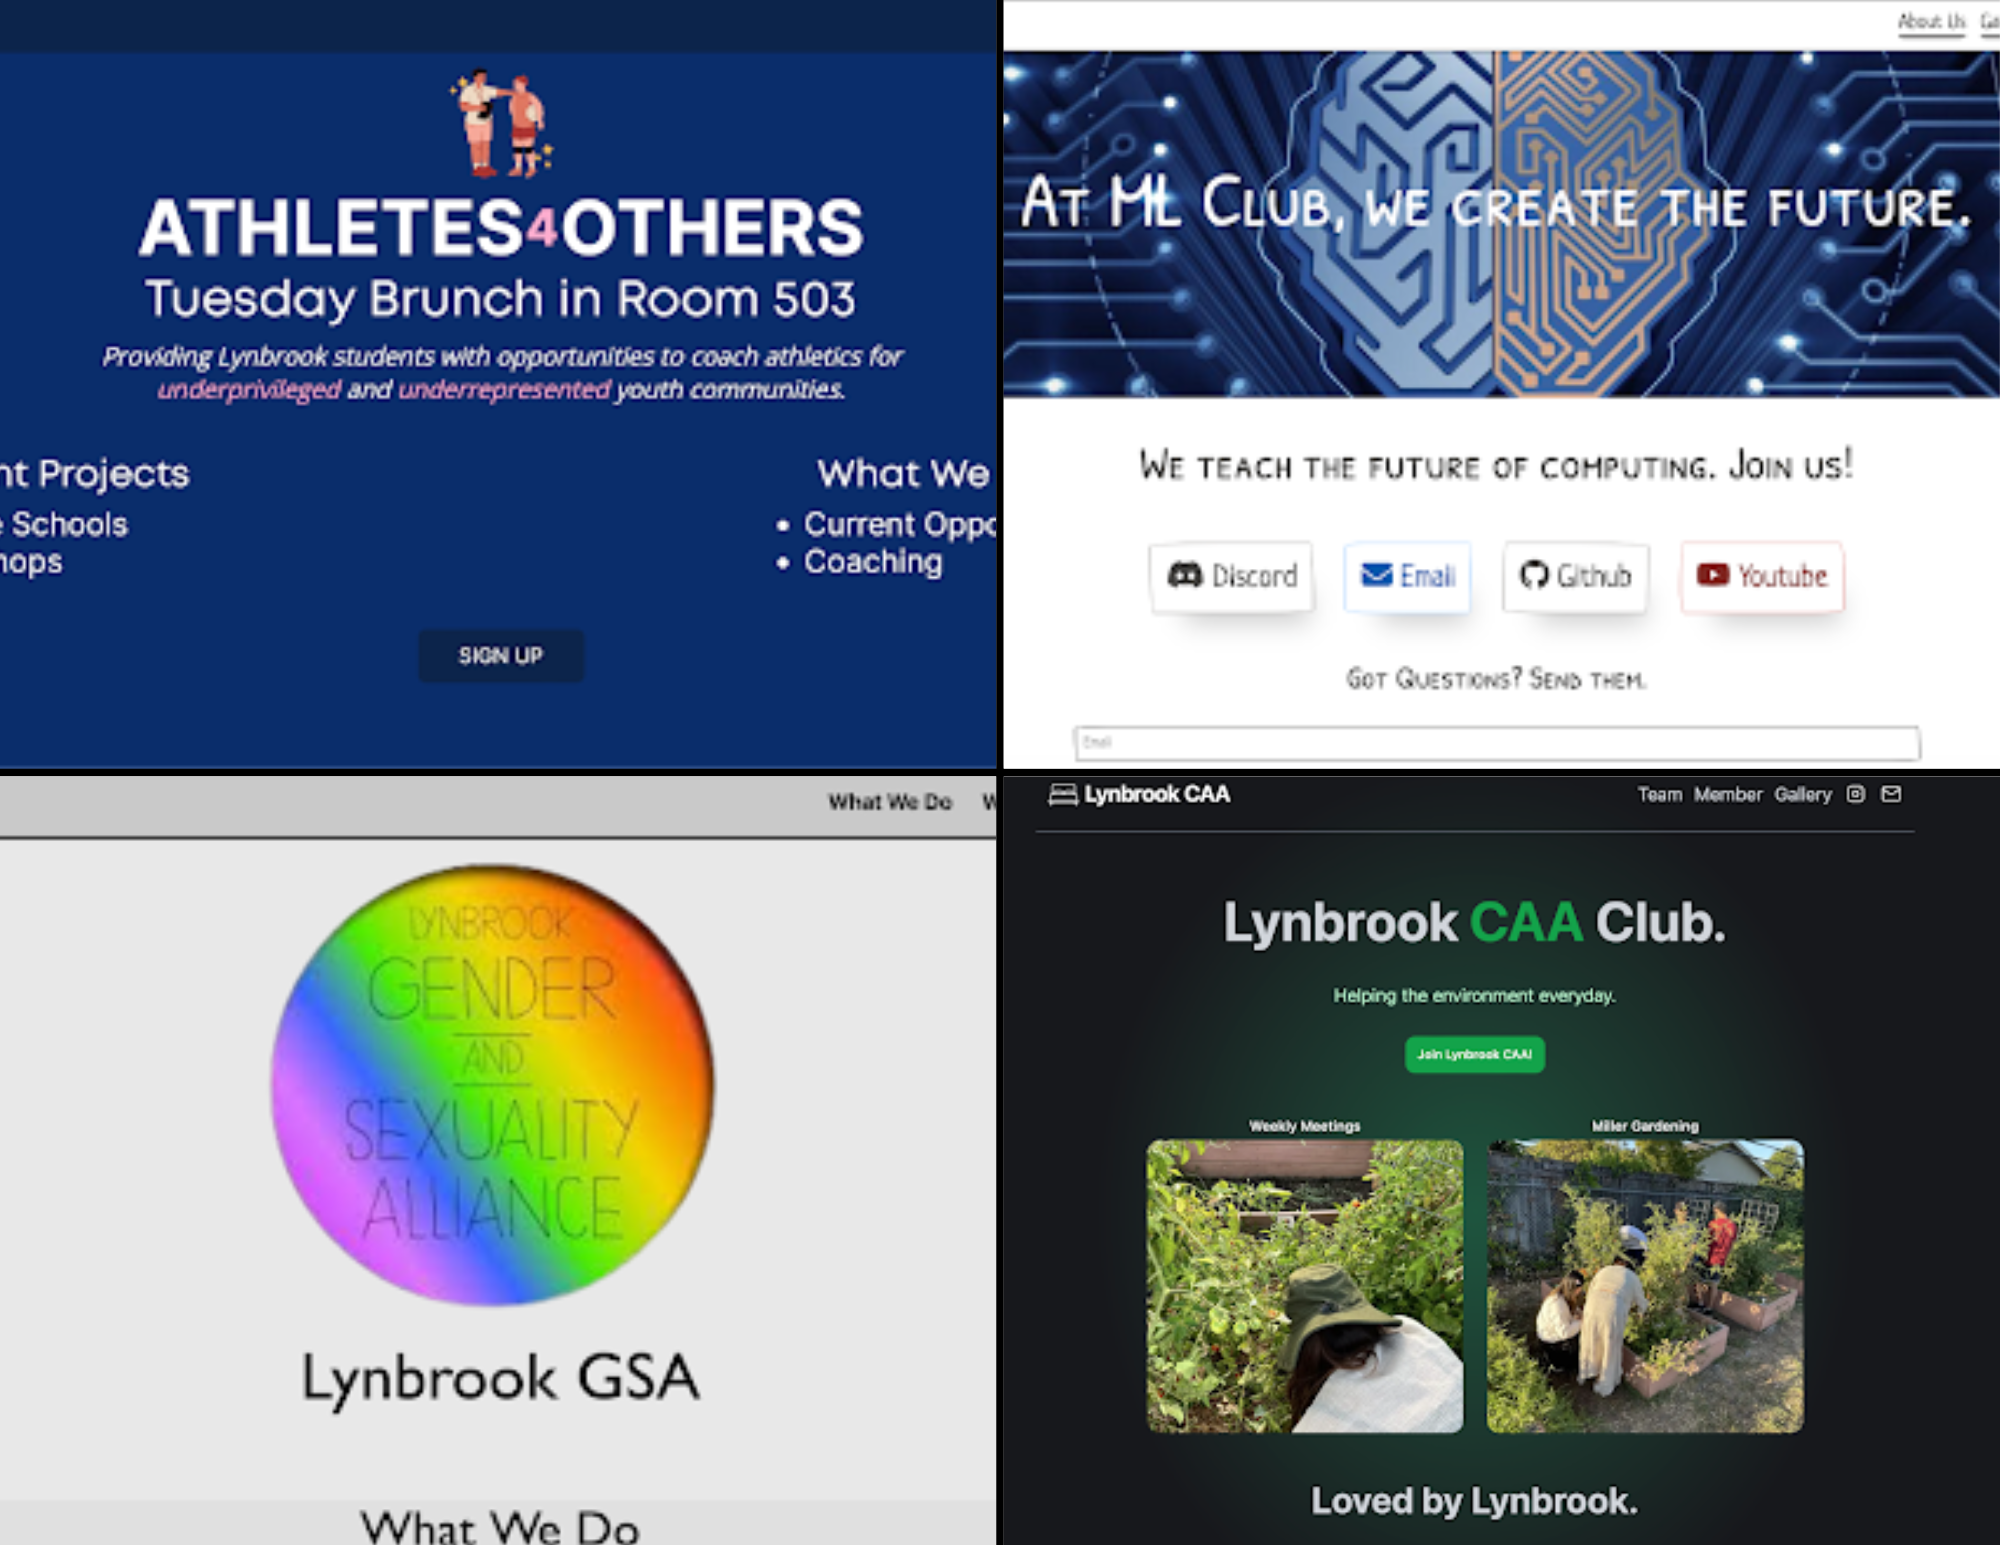 ATHLETES4OTHERS
Tuesday Brunch in Room 503
Providing Lynbrook students with opportunities to coach athletics for
underprivileged and underrepresented youth communities.
nt Projects
Schools
hops
What We
• Current Oppo
• Coaching
SIGN UP
About Us
AT ML CLUB, WE CREATE THE FUTURE.
WE TEACH THE FUTURE OF COMPUTING. JOIN US!
Discord
Email
Github
Youtube
GOT QUESTIONS? SEND THEM.
Email
What We Do
LYNBROOK
GENDER
AND
SEXUALITY
ALLIANCE
Lynbrook GSA
What We Do
Lynbrook CAA
Team Member Gallery
Lynbrook CAA Club.
Helping the environment everyday.
Join Lynbrook CAA!
Weekly Meetings
Miller Gardening
Loved by Lynbrook.